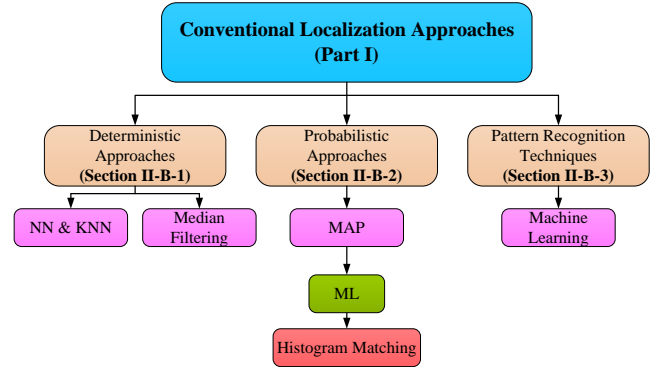 Conventional Localization Approaches
(Part I)
Deterministic
Approaches
(Section II-B-1)
Probabilistic
Approaches
(Section II-B-2)
Pattern Recognition
Techniques
(Section II-B-3)
NN & KNN
Median
Filtering
MAP
Machine
Learning
ML
Histogram Matching